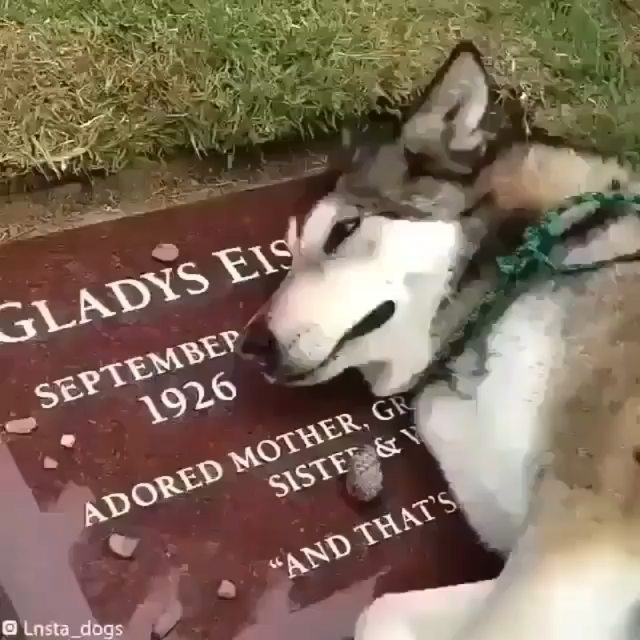 GLADYS EIS
SEPTEMBER
1926
ADORED MOTHER, GR
SISTER & W
"AND THAT'S
Lnsta_dogs